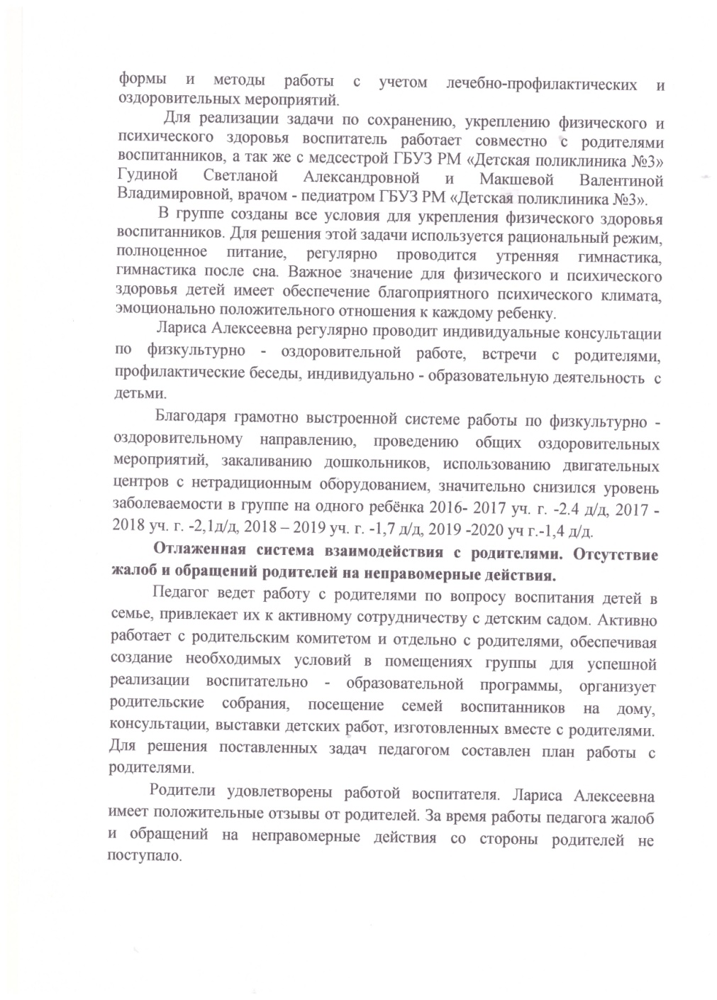 формы и методы работы с учетом лечебно-профилактических и
оздоровительных мероприятий.
Для реализации задачи по сохранению, укреплению физического и
психического здоровья воспитатель работает совместно с родителями
воспитанников, а так же с медсестрой ГБУЗ РМ «Детская поликлиника №3»
Гудиной Светланой Александровной и Макшевой Валентиной
Владимировной, врачом - педиатром ГБУЗ РМ «Детская поликлиника №3».
В группе созданы все условия для укрепления физического здоровья
воспитанников. Для решения этой задачи используется рациональный режим,
полноценное питание, регулярно проводится утренняя гимнастика,
гимнастика после сна. Важное значение для физического и психического
здоровья детей имеет обеспечение благоприятного психического климата,
эмоционально положительного отношения к каждому ребенку.
Лариса Алексеевна регулярно проводит индивидуальные консультации
по физкультурно - оздоровительной работе, встречи с родителями,
профилактические беседы, индивидуально - образовательную деятельность с
детьми.
Благодаря грамотно выстроенной системе работы по физкультурно -
оздоровительному направлению, проведению общих оздоровительных
мероприятий, закаливанию дошкольников, использованию двигательных
центров с нетрадиционным оборудованием, значительно снизился уровень
заболеваемости в группе на одного ребёнка 2016- 2017 уч. г. -2.4 д/д, 2017 -
2018 уч. г. -2,1д/д, 2018 – 2019 уч. г. -1,7 д/д, 2019 -2020 уч г.-1,4 д/д.
Отлаженная система взаимодействия с родителями. Отсутствие
жалоб и обращений родителей на неправомерные действия.
Педагог ведет работу с родителями по вопросу воспитания детей в
семье, привлекает их к активному сотрудничеству с детским садом. Активно
работает с родительским комитетом и отдельно с родителями, обеспечивая
создание необходимых условий в помещениях группы для успешной
реализации воспитательно - образовательной программы, организует
родительские собрания, посещение семей воспитанников на дому,
консультации, выставки детских работ, изготовленных вместе с родителями.
Для решения поставленных задач педагогом составлен план работы с
родителями.
Родители удовлетворены работой воспитателя. Лариса Алексеевна
имеет положительные отзывы от родителей. За время работы педагога жалоб
и обращений на неправомерные действия со стороны родителей не
поступало.